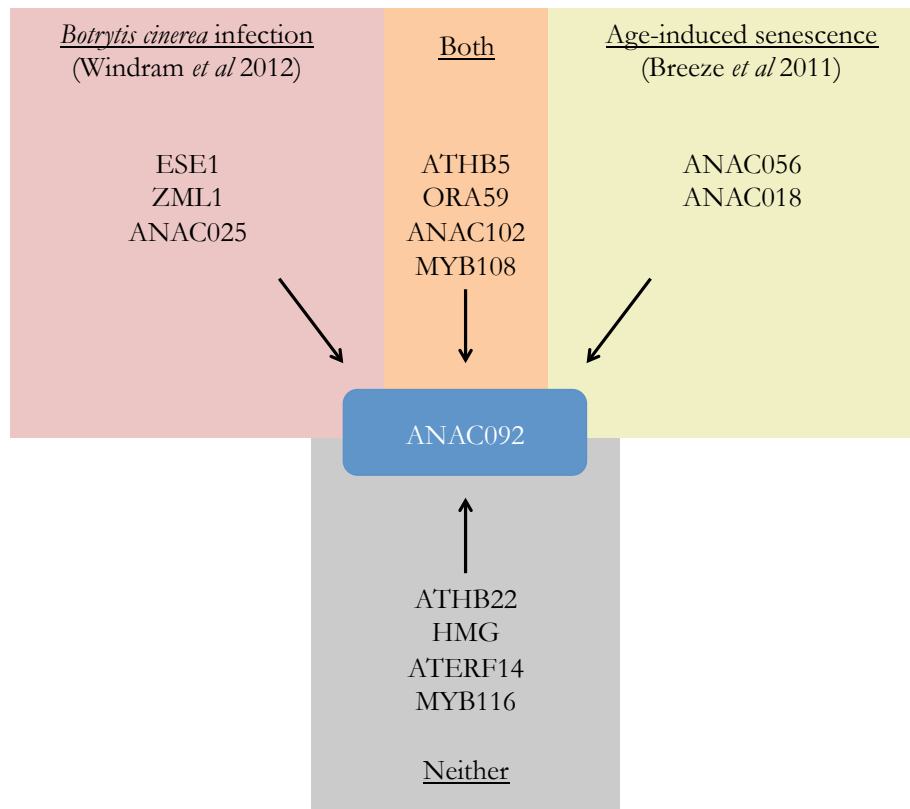 Botrytis cinerea infection
(Windram et al 2012)
ESE1
ZML1
ANAC025
Both
ATHB5
ORA59
ANAC102
MYB108
Age-induced senescence
(Breeze et al 2011)
ANAC056
ANAC018
ANAC092
ATHB22
HMG
ATERF14
MYB116
Neither